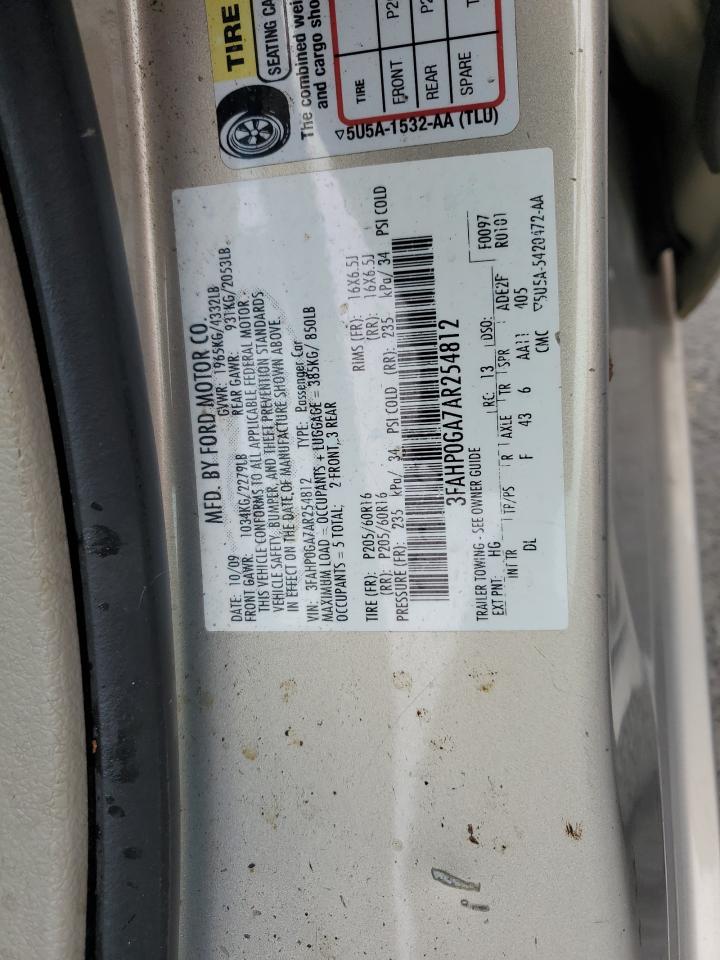 TIRE
SEATING CA
The combined wei
and cargo sho
TIRE
FRONT P2
REAR P2
SPARE T
5U5A-1532-AA (TLU)
MFD. BY FORD MOTOR CO.
DATE: 10/09 GVWR: 1965KG/4332LB
FRONT GAWR: 1034KG/2279LB REAR GAWR: 931KG/2053LB
THIS VEHICLE CONFORMS TO ALL APPLICABLE FEDERAL MOTOR
VEHICLE SAFETY, BUMPER, AND THEFT PREVENTION STANDARDS
IN EFFECT ON THE DATE OF MANUFACTURE SHOWN ABOVE.
VIN: 3FAHP0GA7AR254812 TYPE: Passenger Car
MAXIMUM LOAD = OCCUPANTS + LUGGAGE = 385KG/ 850LB
OCCUPANTS = 5 TOTAL: 2 FRONT, 3 REAR
TIRE (FR): P205/60R16 RIMS (FR): 16X6.5J
(RR): P205/60R16 (RR): 16X6.5J
PRESSURE (FR): 235 kPa/ 34 PSI COLD (RR): 235 kPa/ 34 PSI COLD
3FAHP0GA7AR254812
TRAILER TOWING - SEE OWNER GUIDE F0097
EXT PNT: HG RC: 13 DSO: R0101
INT TR TP/PS R AXLE TR SPR ADE2F
DL F 43 6 AA11 405
CMC 5U5A-5420472-AA